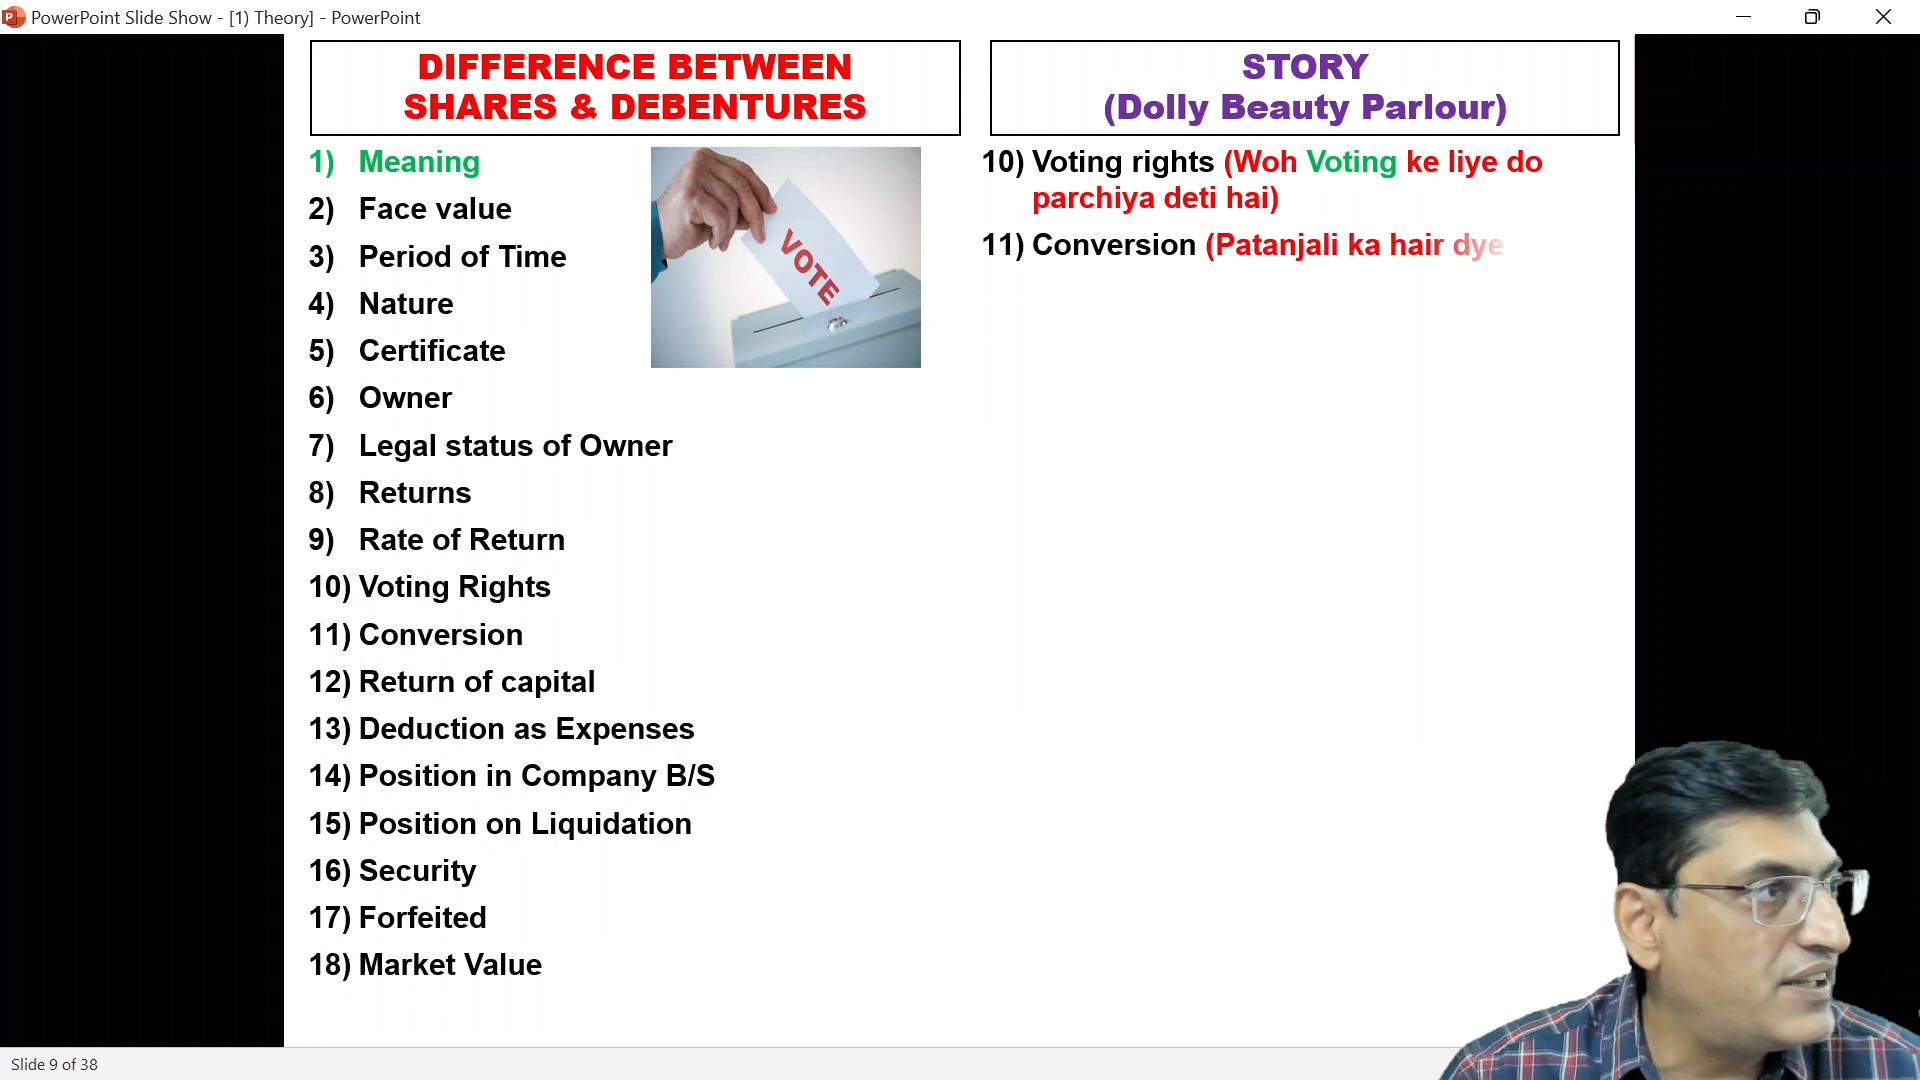 PowerPoint Slide Show - [1) Theory] - PowerPoint
DIFFERENCE BETWEEN
SHARES & DEBENTURES
1) Meaning
2) Face value
3) Period of Time
4) Nature
5) Certificate
6) Owner
7) Legal status of Owner
8) Returns
9) Rate of Return
10) Voting Rights
11) Conversion
12) Return of capital
13) Deduction as Expenses
14) Position in Company B/S
15) Position on Liquidation
16) Security
17) Forfeited
18) Market Value
VOTE
STORY
(Dolly Beauty Parlour)
10) Voting rights (Woh Voting ke liye do
parchiya deti hai)
11) Conversion (Patanjali ka hair dye
Slide 9 of 38